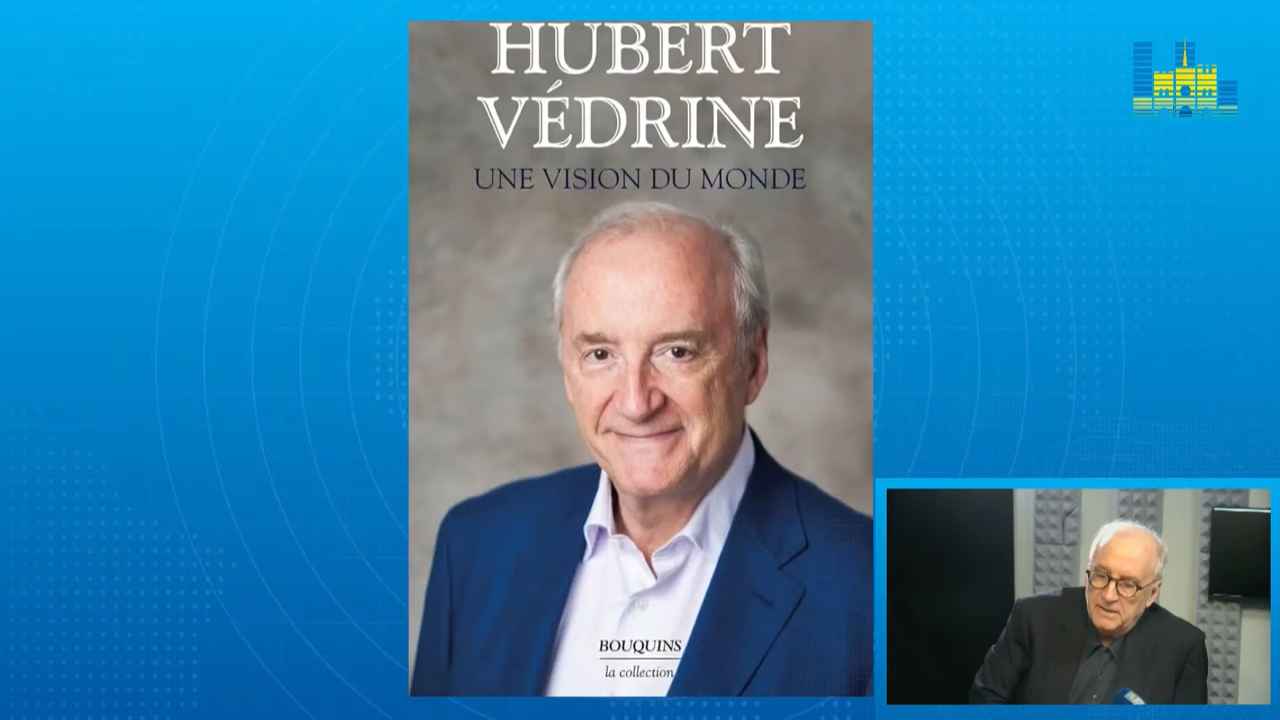 HUBERT
VÉDRINE
UNE VISION DU MONDE
BOUQUINS
la collection